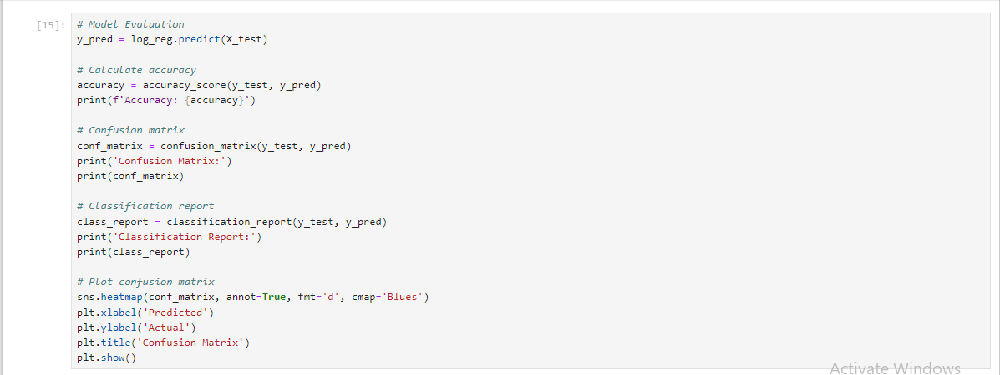 [15]: # Model Evaluation
y_pred = log_reg.predict(X_test)
# Calculate accuracy
accuracy = accuracy_score(y_test, y_pred)
print(f'Accuracy: {accuracy}')
# Confusion matrix
conf_matrix = confusion_matrix(y_test, y_pred)
print('Confusion Matrix:')
print(conf_matrix)
# Classification report
class_report = classification_report(y_test, y_pred)
print('Classification Report:')
print(class_report)
# Plot confusion matrix
sns.heatmap(conf_matrix, annot=True, fmt='d', cmap='Blues')
plt.xlabel('Predicted')
plt.ylabel('Actual')
plt.title('Confusion Matrix')
plt.show()
Activate Windows